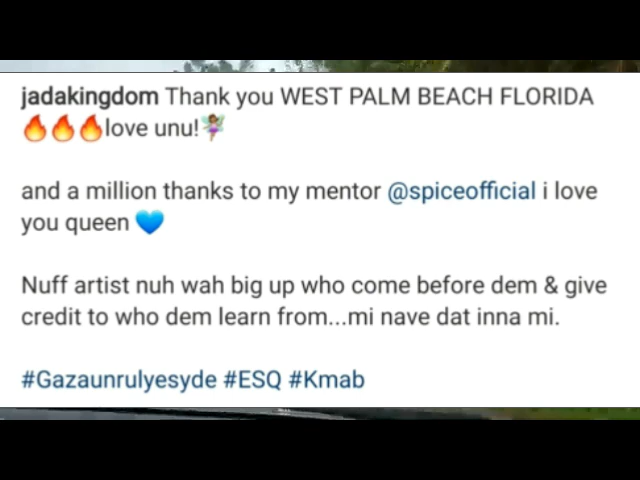 jadakingdom Thank you WEST PALM BEACH FLORIDA
🔥🔥🔥love unu!🧚🏽‍♀️
and a million thanks to my mentor @spiceofficial i love
you queen 💙
Nuff artist nuh wah big up who come before dem & give
credit to who dem learn from...mi nave dat inna mi.
#Gazaunrulyesyde #ESQ #Kmab